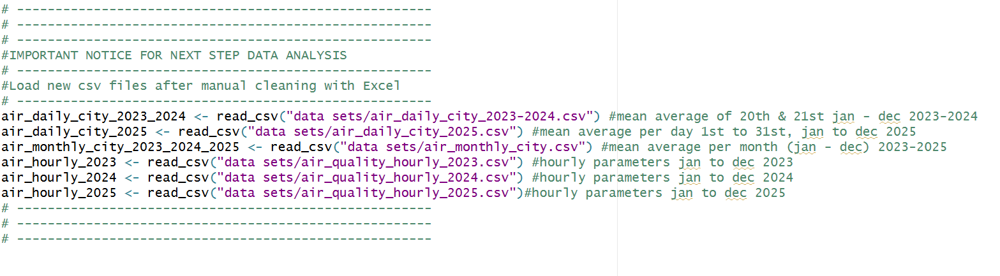 # ------------------------------------------------------
# ------------------------------------------------------
# ------------------------------------------------------
#IMPORTANT NOTICE FOR NEXT STEP DATA ANALYSIS
# ------------------------------------------------------
#Load new csv files after manual cleaning with Excel
# ------------------------------------------------------
air_daily_city_2023_2024 <- read_csv("data sets/air_daily_city_2023-2024.csv") #mean average of 20th & 21st jan - dec 2023-2024
air_daily_city_2025 <- read_csv("data sets/air_daily_city_2025.csv") #mean average per day 1st to 31st, jan to dec 2025
air_monthly_city_2023_2024_2025 <- read_csv("data sets/air_monthly_city.csv") #mean average per month (jan - dec) 2023-2025
air_hourly_2023 <- read_csv("data sets/air_quality_hourly_2023.csv") #hourly parameters jan to dec 2023
air_hourly_2024 <- read_csv("data sets/air_quality_hourly_2024.csv") #hourly parameters jan to dec 2024
air_hourly_2025 <- read_csv("data sets/air_quality_hourly_2025.csv")#hourly parameters jan to dec 2025
# ------------------------------------------------------
# ------------------------------------------------------
# ------------------------------------------------------